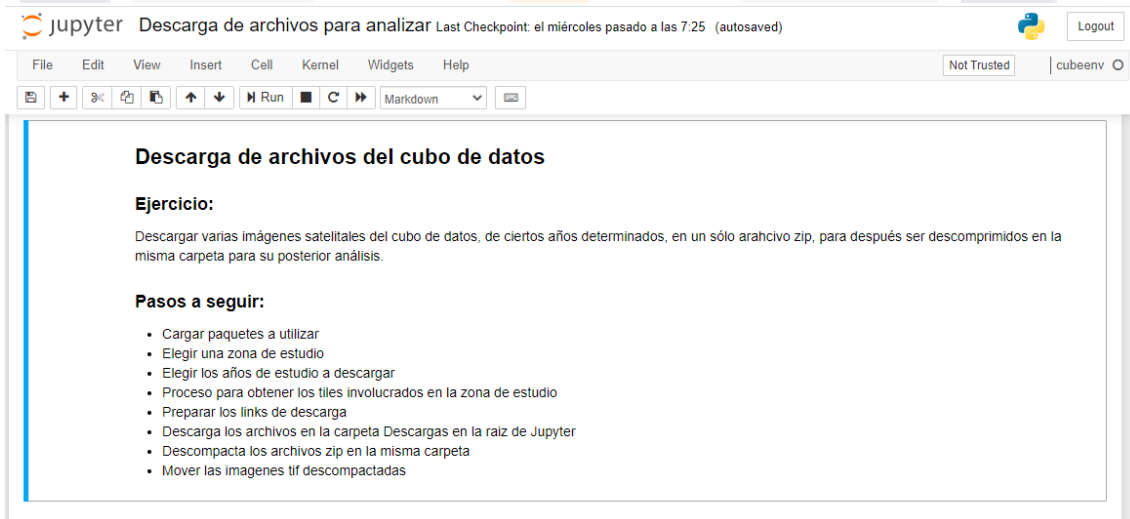 jupyter Descarga de archivos para analizar Last Checkpoint: el miércoles pasado a las 7:25 (autosaved) Logout
File Edit View Insert Cell Kernel Widgets Help Not Trusted cubeenv
Run Markdown
Descarga de archivos del cubo de datos
Ejercicio:
Descargar varias imágenes satelitales del cubo de datos, de ciertos años determinados, en un sólo arahcivo zip, para después ser descomprimidos en la
misma carpeta para su posterior análisis.
Pasos a seguir:
• Cargar paquetes a utilizar
• Elegir una zona de estudio
• Elegir los años de estudio a descargar
• Proceso para obtener los tiles involucrados en la zona de estudio
• Preparar los links de descarga
• Descarga los archivos en la carpeta Descargas en la raiz de Jupyter
• Descompacta los archivos zip en la misma carpeta
• Mover las imagenes tif descompactadas